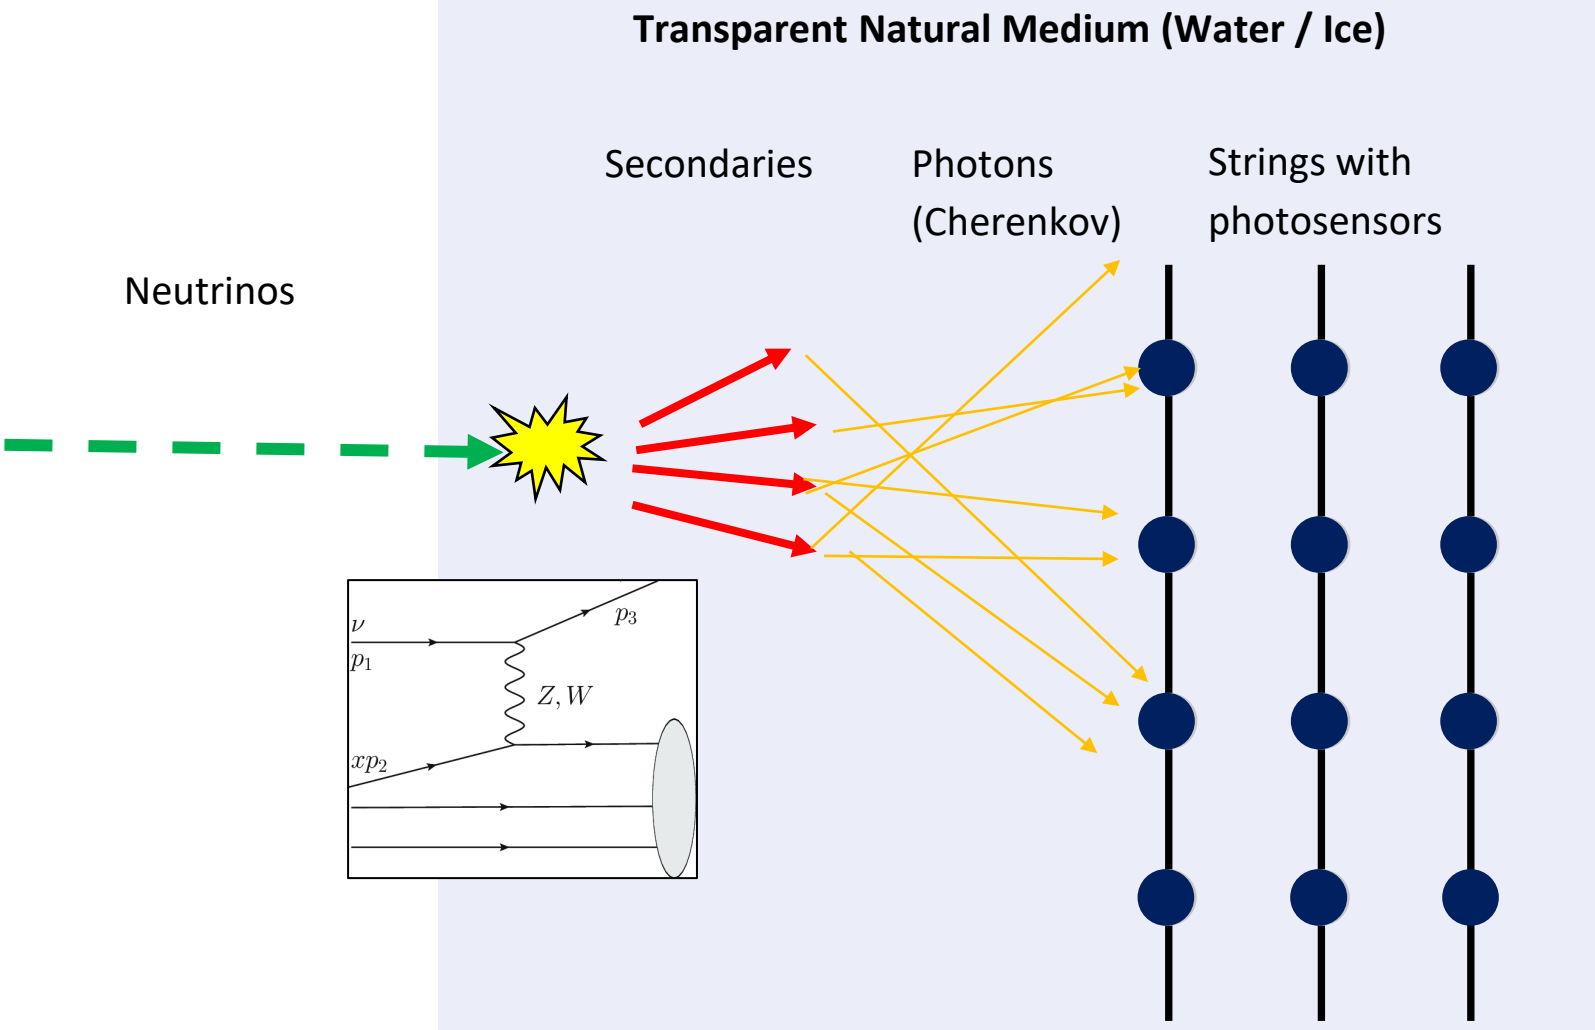 Transparent Natural Medium (Water / Ice)
Secondaries
Photons
(Cherenkov)
Strings with
photosensors
Neutrinos
ν
p₁
p₃
Z, W
xp₂